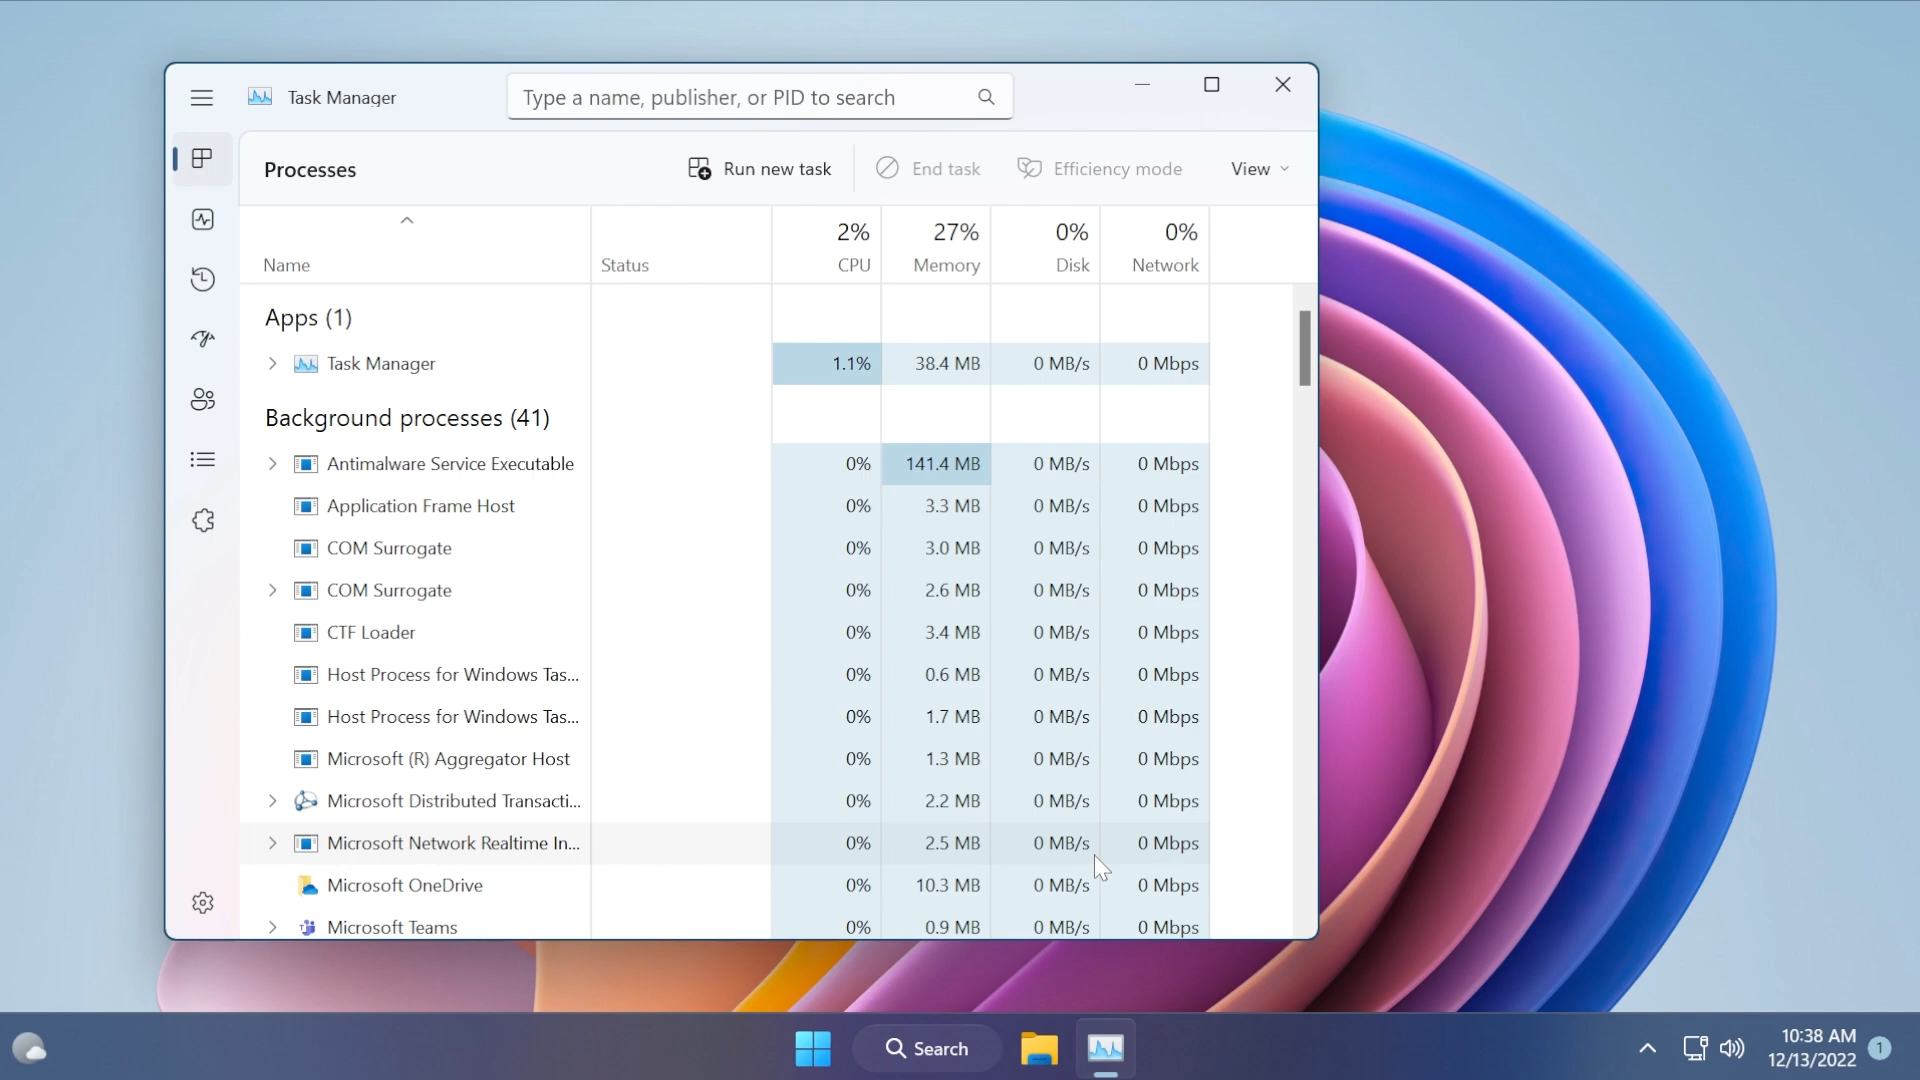 Task Manager
Type a name, publisher, or PID to search
Processes
Run new task
End task
Efficiency mode
View
2% 27% 0% 0%
Name Status CPU Memory Disk Network
Apps (1)
Task Manager 1.1% 38.4 MB 0 MB/s 0 Mbps
Background processes (41)
Antimalware Service Executable 0% 141.4 MB 0 MB/s 0 Mbps
Application Frame Host 0% 3.3 MB 0 MB/s 0 Mbps
COM Surrogate 0% 3.0 MB 0 MB/s 0 Mbps
COM Surrogate 0% 2.6 MB 0 MB/s 0 Mbps
CTF Loader 0% 3.4 MB 0 MB/s 0 Mbps
Host Process for Windows Tas... 0% 0.6 MB 0 MB/s 0 Mbps
Host Process for Windows Tas... 0% 1.7 MB 0 MB/s 0 Mbps
Microsoft (R) Aggregator Host 0% 1.3 MB 0 MB/s 0 Mbps
Microsoft Distributed Transacti... 0% 2.2 MB 0 MB/s 0 Mbps
Microsoft Network Realtime In... 0% 2.5 MB 0 MB/s 0 Mbps
Microsoft OneDrive 0% 10.3 MB 0 MB/s 0 Mbps
Microsoft Teams 0% 0.9 MB 0 MB/s 0 Mbps
Search
10:38 AM
12/13/2022
1